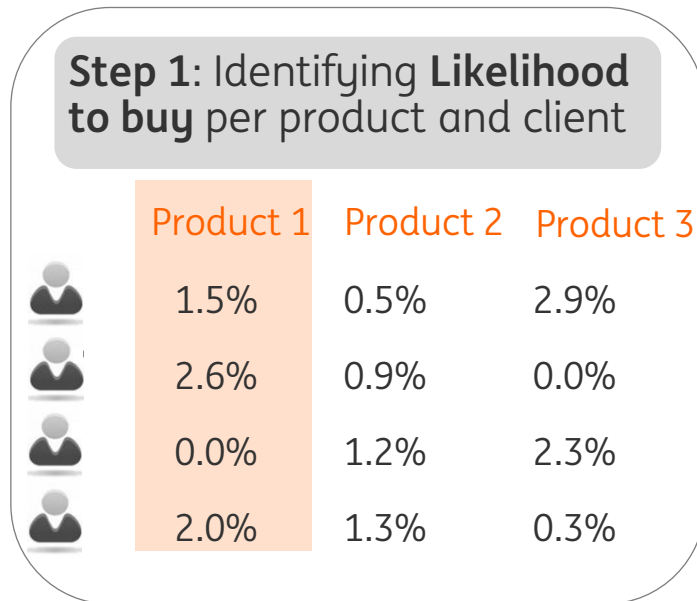 Step 1: Identifying Likelihood
to buy per product and client
Product 1 Product 2 Product 3
1.5% 0.5% 2.9%
2.6% 0.9% 0.0%
0.0% 1.2% 2.3%
2.0% 1.3% 0.3%